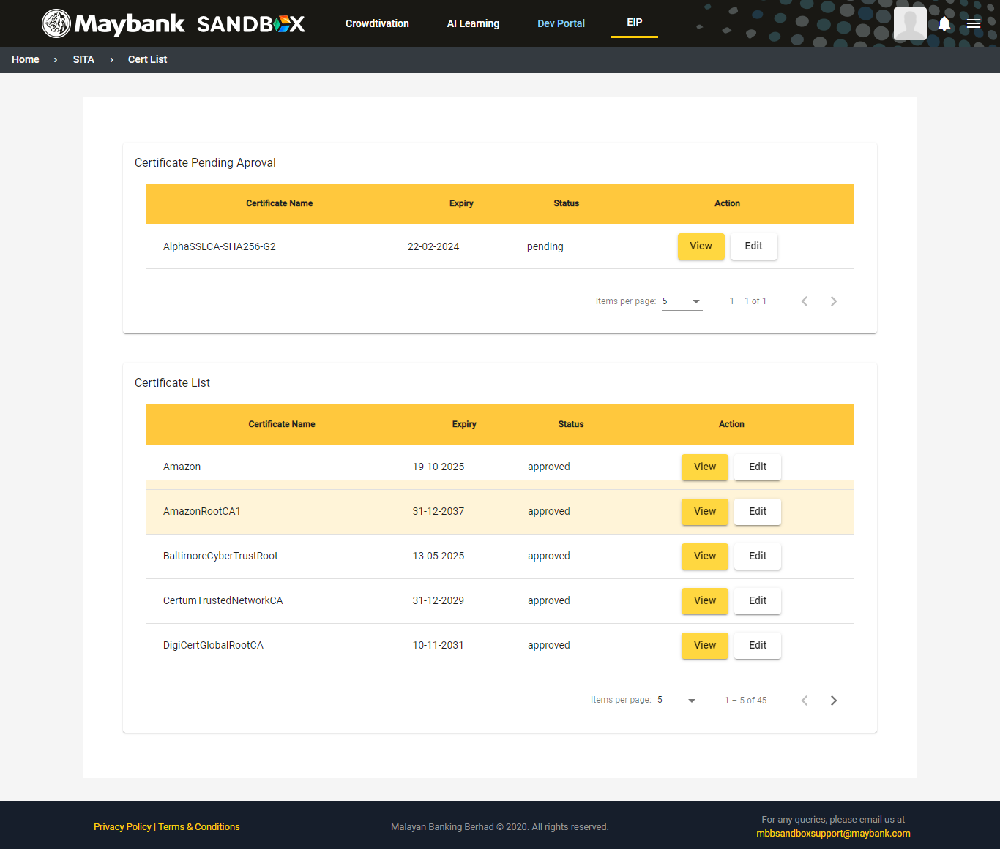 Maybank SANDBOX Crowdtivation AI Learning Dev Portal EIP
Home › SITA › Cert List
Certificate Pending Aproval
Certificate Name Expiry Status Action
AlphaSSLCA-SHA256-G2 22-02-2024 pending View Edit
Items per page: 5 1 – 1 of 1
Certificate List
Certificate Name Expiry Status Action
Amazon 19-10-2025 approved View Edit
AmazonRootCA1 31-12-2037 approved View Edit
BaltimoreCyberTrustRoot 13-05-2025 approved View Edit
CertumTrustedNetworkCA 31-12-2029 approved View Edit
DigiCertGlobalRootCA 10-11-2031 approved View Edit
Items per page: 5 1 – 5 of 45
Privacy Policy | Terms & Conditions
Malayan Banking Berhad © 2020. All rights reserved.
For any queries, please email us at
mbbsandboxsupport@maybank.com